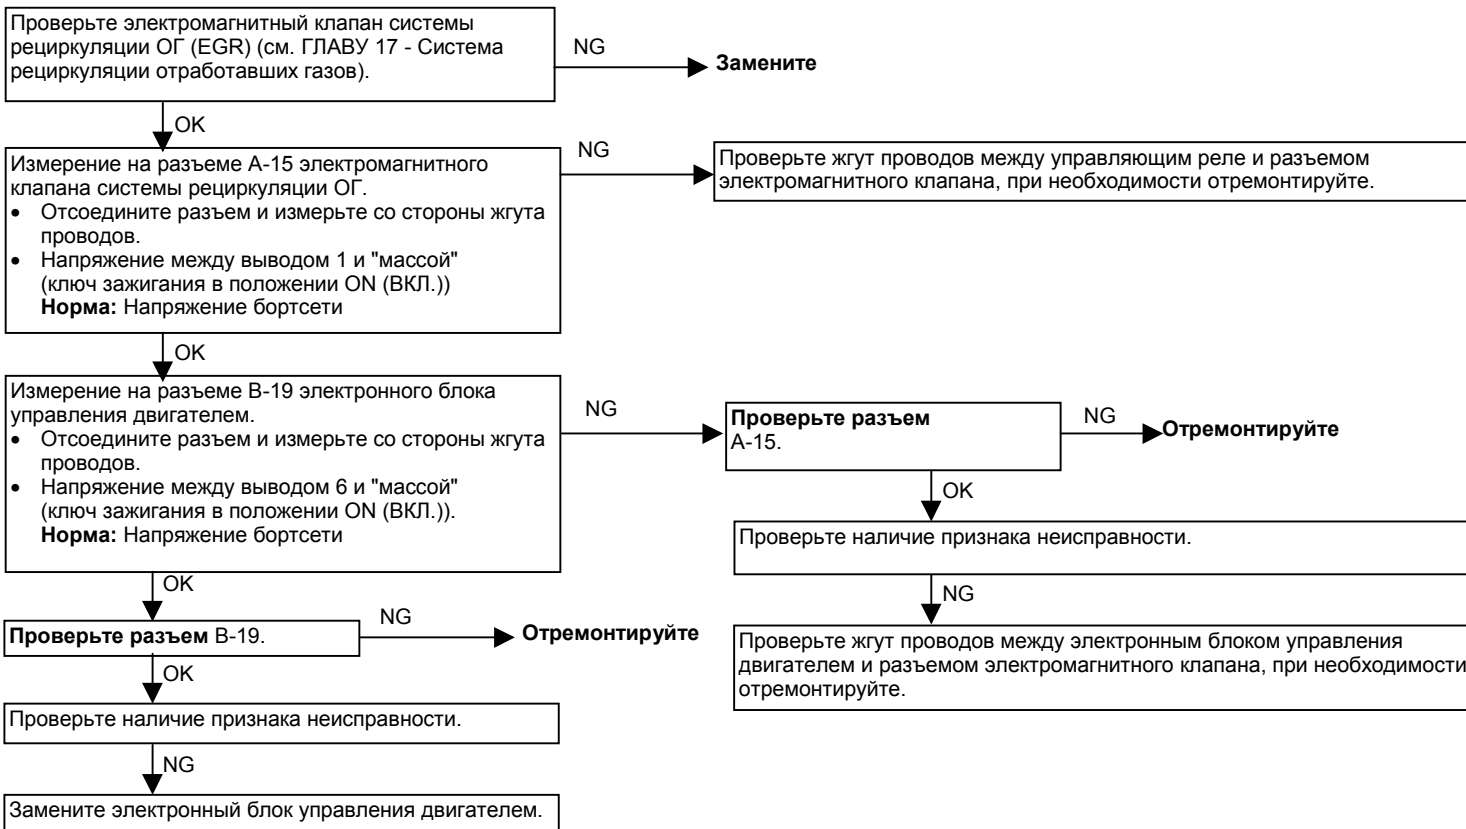 Проверьте электромагнитный клапан системы
рециркуляции ОГ (EGR) (см. ГЛАВУ 17 - Система
рециркуляции отработавших газов).
NG
Замените
OK
Измерение на разъеме А-15 электромагнитного
клапана системы рециркуляции ОГ.
• Отсоедините разъем и измерьте со стороны жгута
проводов.
• Напряжение между выводом 1 и "массой"
(ключ зажигания в положении ON (ВКЛ.))
Норма: Напряжение бортсети
NG
Проверьте жгут проводов между управляющим реле и разъемом
электромагнитного клапана, при необходимости отремонтируйте.
OK
Измерение на разъеме В-19 электронного блока
управления двигателем.
• Отсоедините разъем и измерьте со стороны жгута
проводов.
• Напряжение между выводом 6 и "массой"
(ключ зажигания в положении ON (ВКЛ.)).
Норма: Напряжение бортсети
NG
Проверьте разъем
А-15.
NG
Отремонтируйте
OK
Проверьте наличие признака неисправности.
NG
Проверьте жгут проводов между электронным блоком управления
двигателем и разъемом электромагнитного клапана, при необходимости
отремонтируйте.
OK
Проверьте разъем В-19.
NG
Отремонтируйте
OK
Проверьте наличие признака неисправности.
NG
Замените электронный блок управления двигателем.